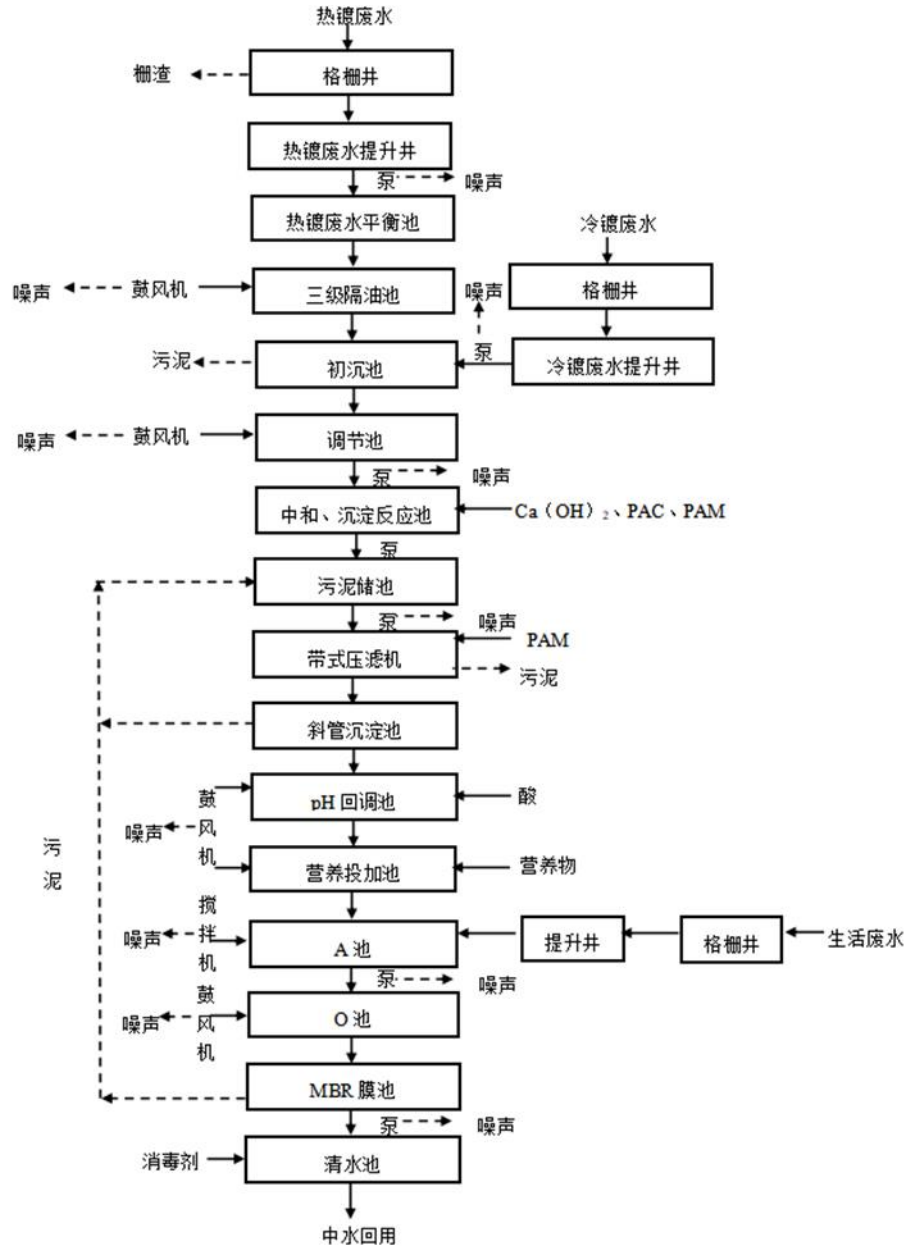 热镀废水
栅渣
格栅井
热镀废水提升井
泵
噪声
热镀废水平衡池
冷镀废水
噪声
鼓风机
三级隔油池
噪声
格栅井
污泥
初沉池
泵
冷镀废水提升井
噪声
鼓风机
调节池
泵
噪声
中和、沉淀反应池
Ca（OH）₂、PAC、PAM
泵
污泥储池
泵
噪声
PAM
带式压滤机
污泥
斜管沉淀池
鼓风机
pH 回调池
酸
噪声
污泥
营养投加池
营养物
搅拌机
噪声
A 池
提升井
格栅井
生活废水
泵
噪声
鼓风机
噪声
O 池
MBR 膜池
泵
噪声
消毒剂
清水池
中水回用